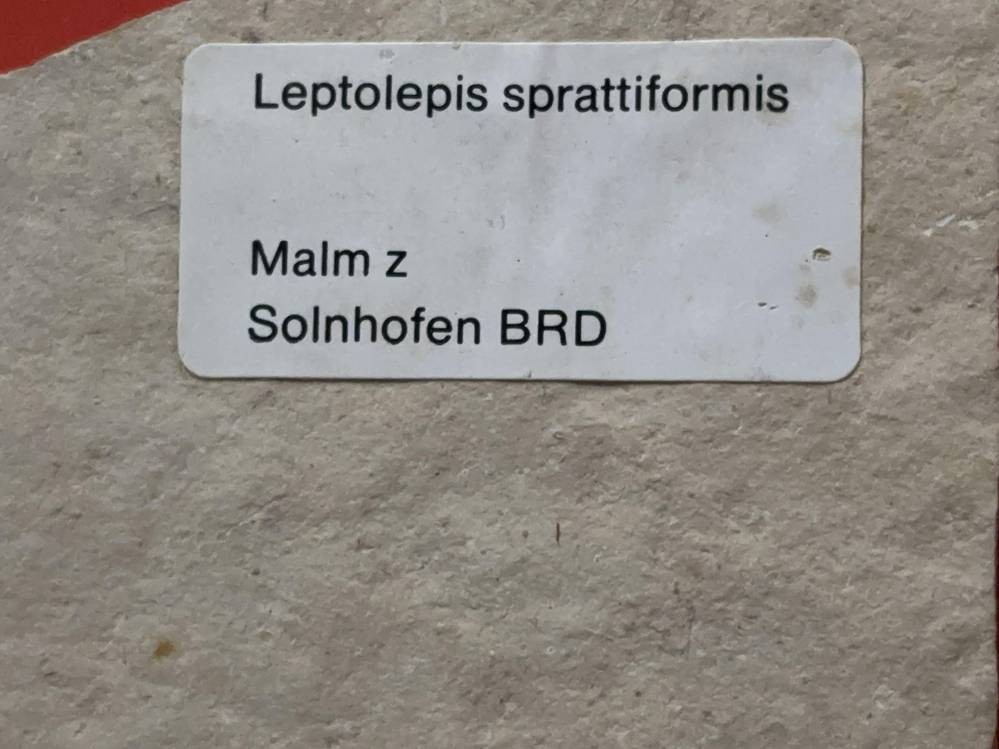 Leptolepis sprattiformis
Malm z
Solnhofen BRD